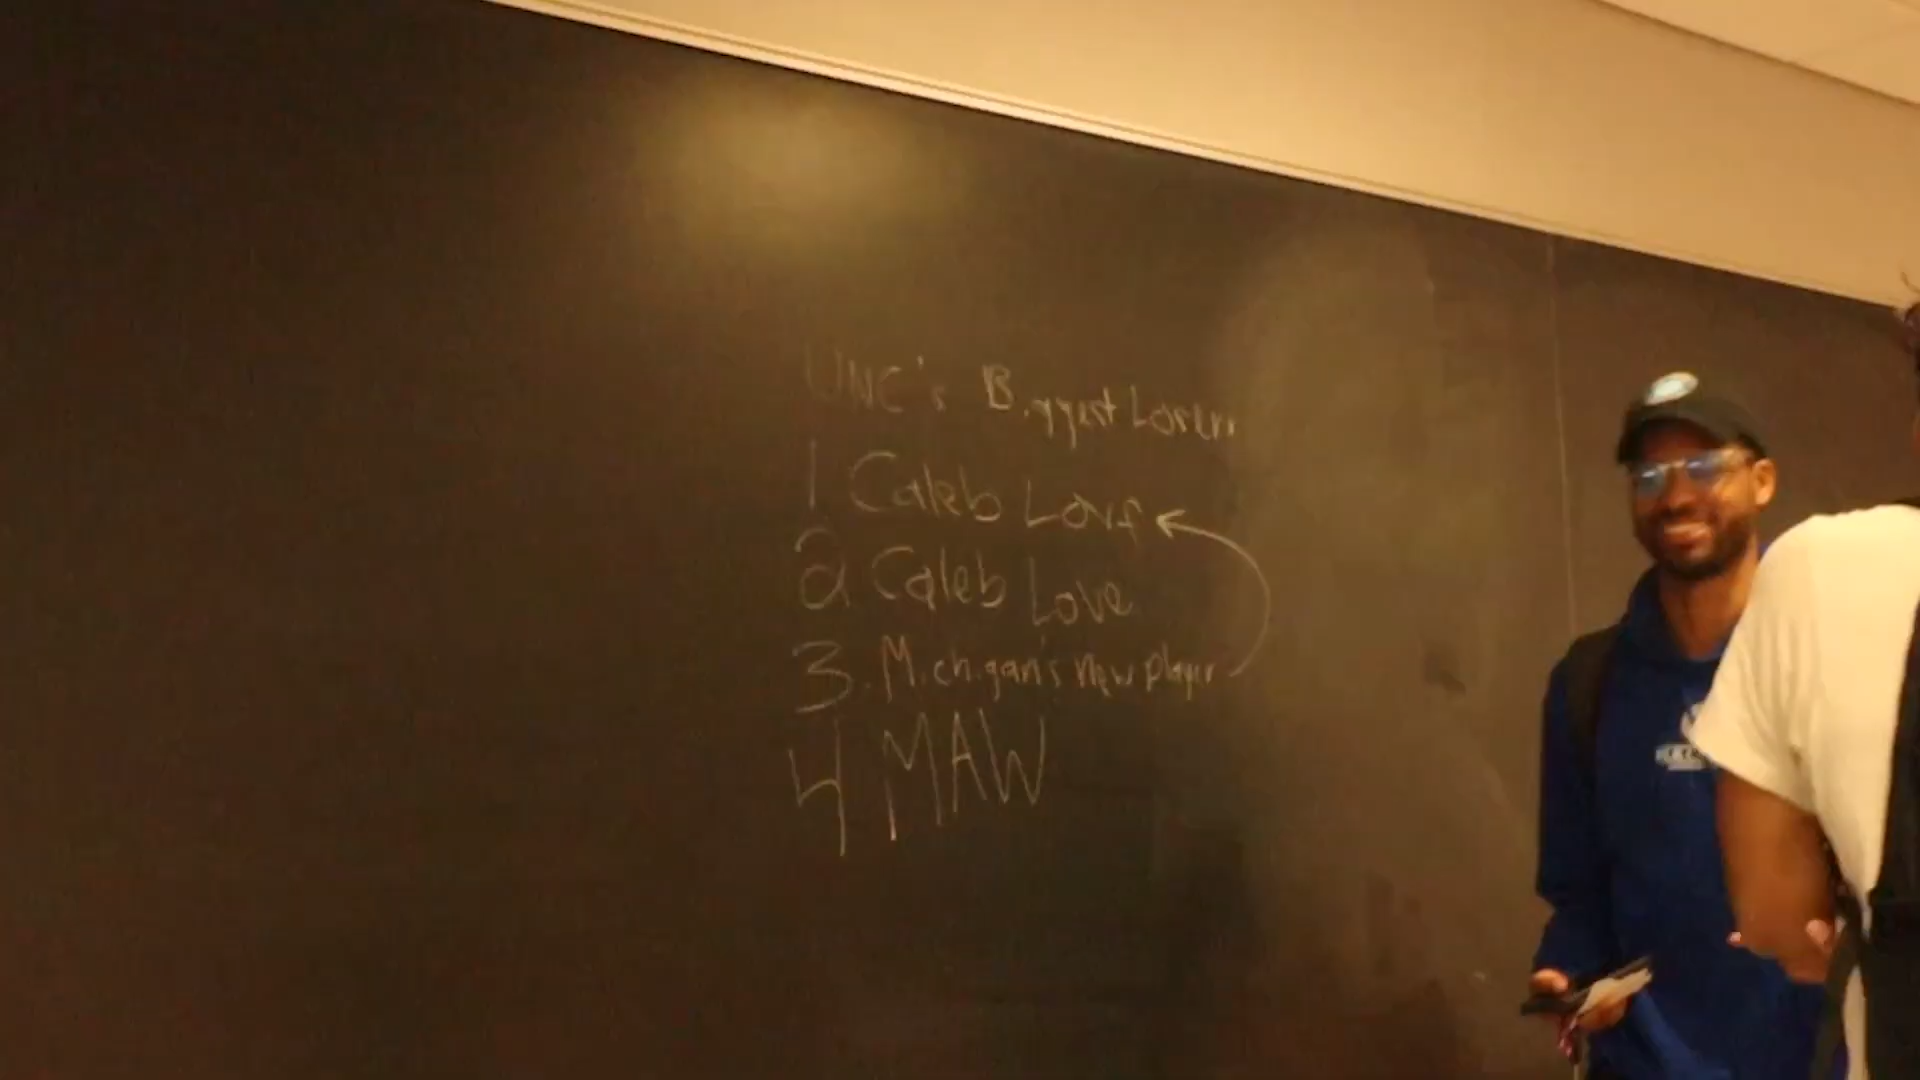 UNC's Biggest Losers
1 Caleb Love
2. Caleb Love
3. Michigan's new player
4 MAW